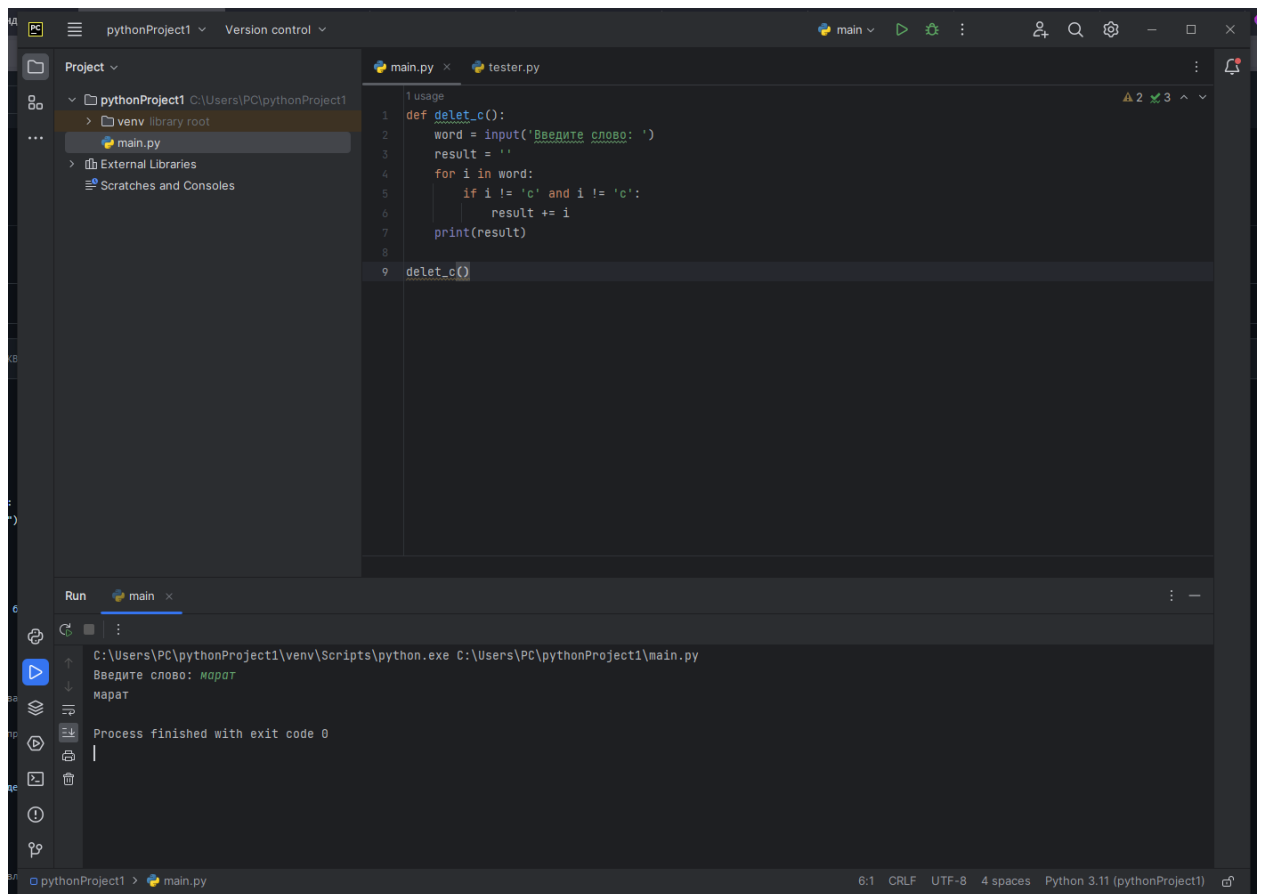 pythonProject1 Version control main
Project
main.py
tester.py
pythonProject1 C:\Users\PC\pythonProject1
venv library root
main.py
External Libraries
Scratches and Consoles
1 usage
2 3
1 def delet_c():
2 word = input('Введите слово: ')
3 result = ''
4 for i in word:
5 if i != 'c' and i != 'с':
6 result += i
7 print(result)
8
9 delet_c()
Run main
C:\Users\PC\pythonProject1\venv\Scripts\python.exe C:\Users\PC\pythonProject1\main.py
Введите слово: марат
марат
Process finished with exit code 0
pythonProject1 > main.py
6:1 CRLF UTF-8 4 spaces Python 3.11 (pythonProject1)